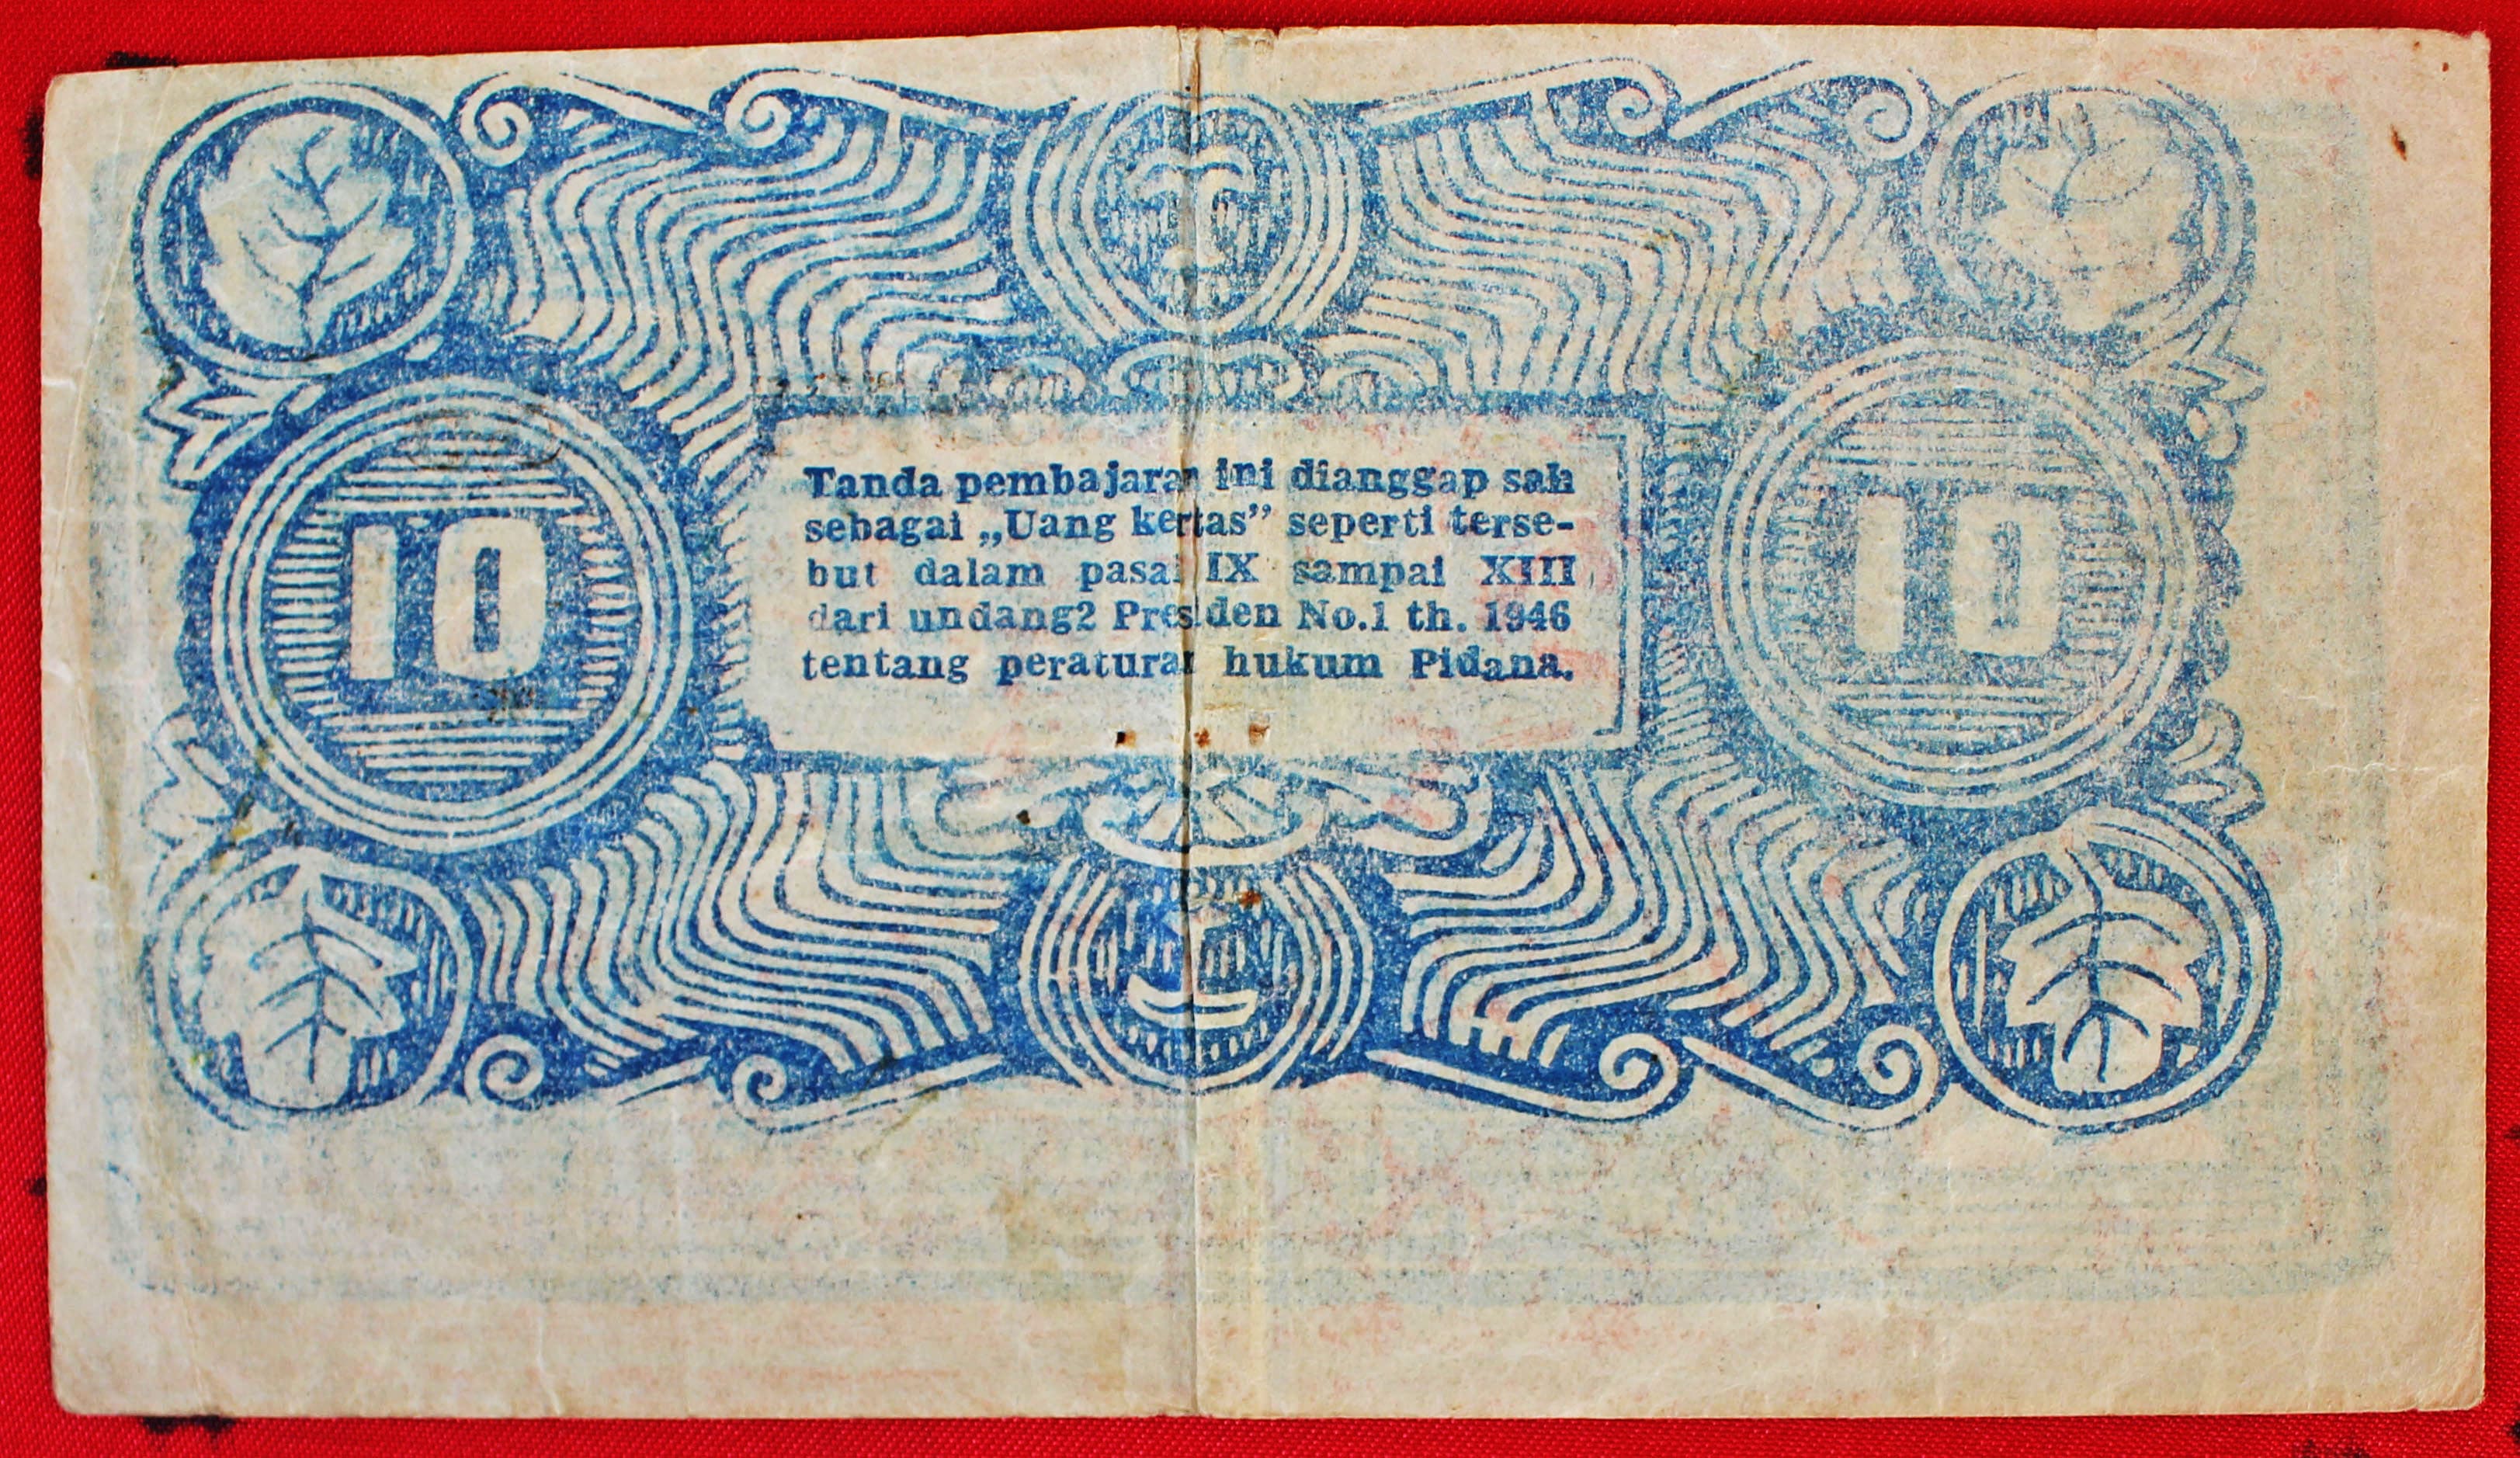 Tanda pembajaran ini dianggap sah
sebagai „Uang kertas” seperti terse-
but dalam pasal IX sampai XIII
dari undang2 Presiden No.1 th. 1946
tentang peraturan hukum Pidana.
10
10